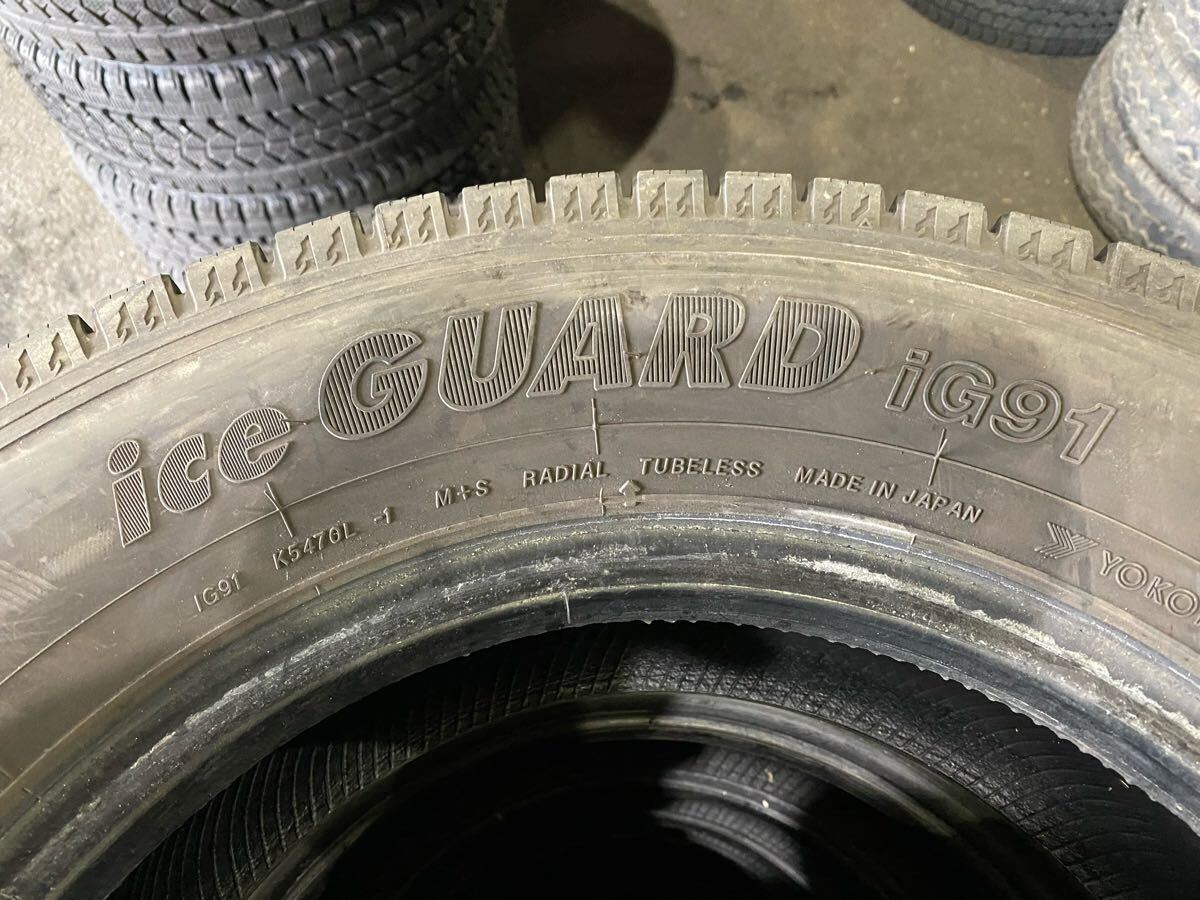 ice GUARD iG91
IG91 K5476L -1 M+S RADIAL TUBELESS MADE IN JAPAN
YOKO